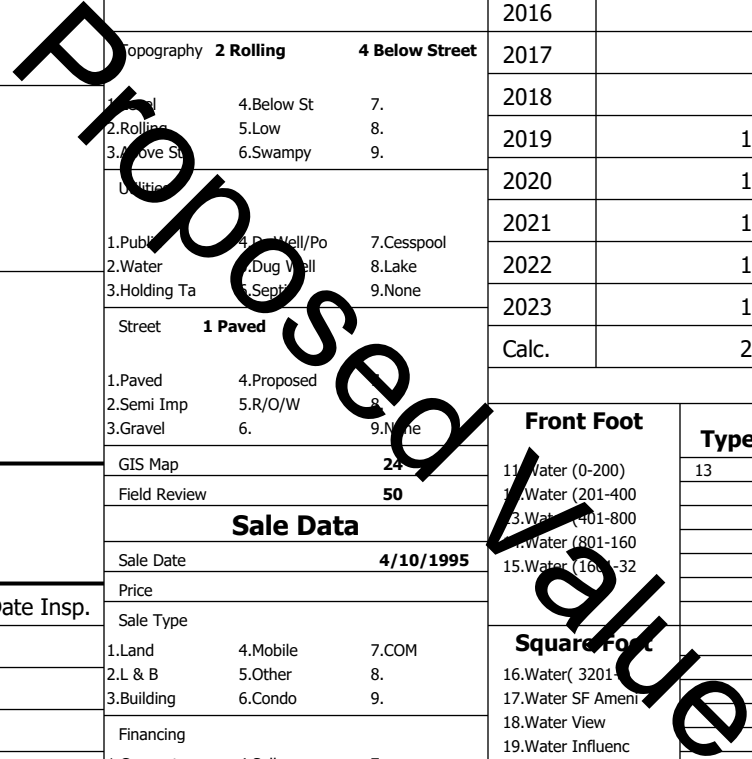 Topography 2 Rolling 4 Below Street
4.Below St 7.
2.Rolling 5.Low 8.
3.Above St 6.Swampy 9.
Utilities
1.Public 4.Dr Well/Po 7.Cesspool
2.Water 5.Dug Well 8.Lake
3.Holding Ta 6.Septic 9.None
Street 1 Paved
1.Paved 4.Proposed
2.Semi Imp 5.R/O/W 8.
3.Gravel 6. 9.None
GIS Map 24
Field Review 50
Sale Data
Sale Date 4/10/1995
Price
Sale Type
1.Land 4.Mobile 7.COM
2.L & B 5.Other 8.
3.Building 6.Condo 9.
Financing
Date Insp.
2016
2017
2018
2019 1
2020 1
2021 1
2022 1
2023 1
Calc. 2
Front Foot
Type
11.Water (0-200) 13
12.Water (201-400
13.Water (401-800
14.Water (801-160
15.Water (1601-32
Square Foot
16.Water( 3201-
17.Water SF Ameni
18.Water View
19.Water Influenc
Proposed Value